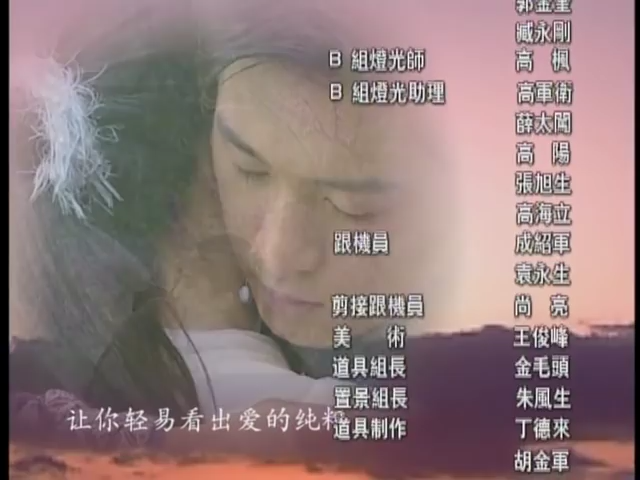 郭金奎
臧永剛
B 組燈光師 高 楓
B 組燈光助理 高軍衛
薛太闖
高 陽
張旭生
高海立
跟機員 成紹軍
袁永生
剪接跟機員 尚 亮
美 術 王俊峰
道具組長 金毛頭
置景組長 朱風生
让你轻易看出爱的纯粹
道具制作 丁德來
胡金軍